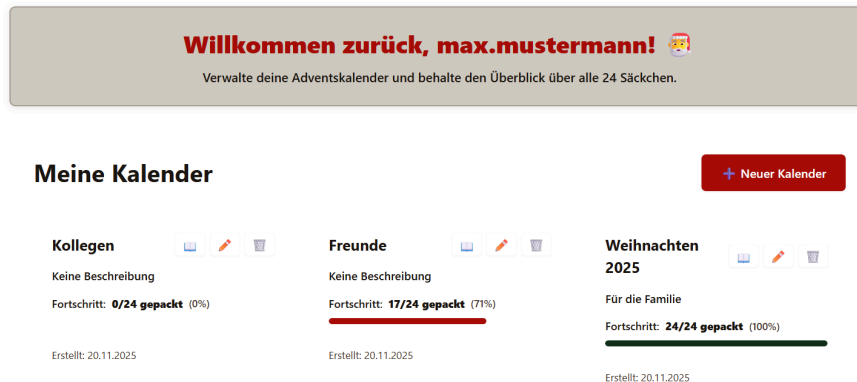 Willkommen zurück, max.mustermann! 🎅
Verwalte deine Adventskalender und behalte den Überblick über alle 24 Säckchen.
Meine Kalender
➕ Neuer Kalender
Kollegen
Keine Beschreibung
Fortschritt: 0/24 gepackt (0%)
Erstellt: 20.11.2025
Freunde
Keine Beschreibung
Fortschritt: 17/24 gepackt (71%)
Erstellt: 20.11.2025
Weihnachten
2025
Für die Familie
Fortschritt: 24/24 gepackt (100%)
Erstellt: 20.11.2025